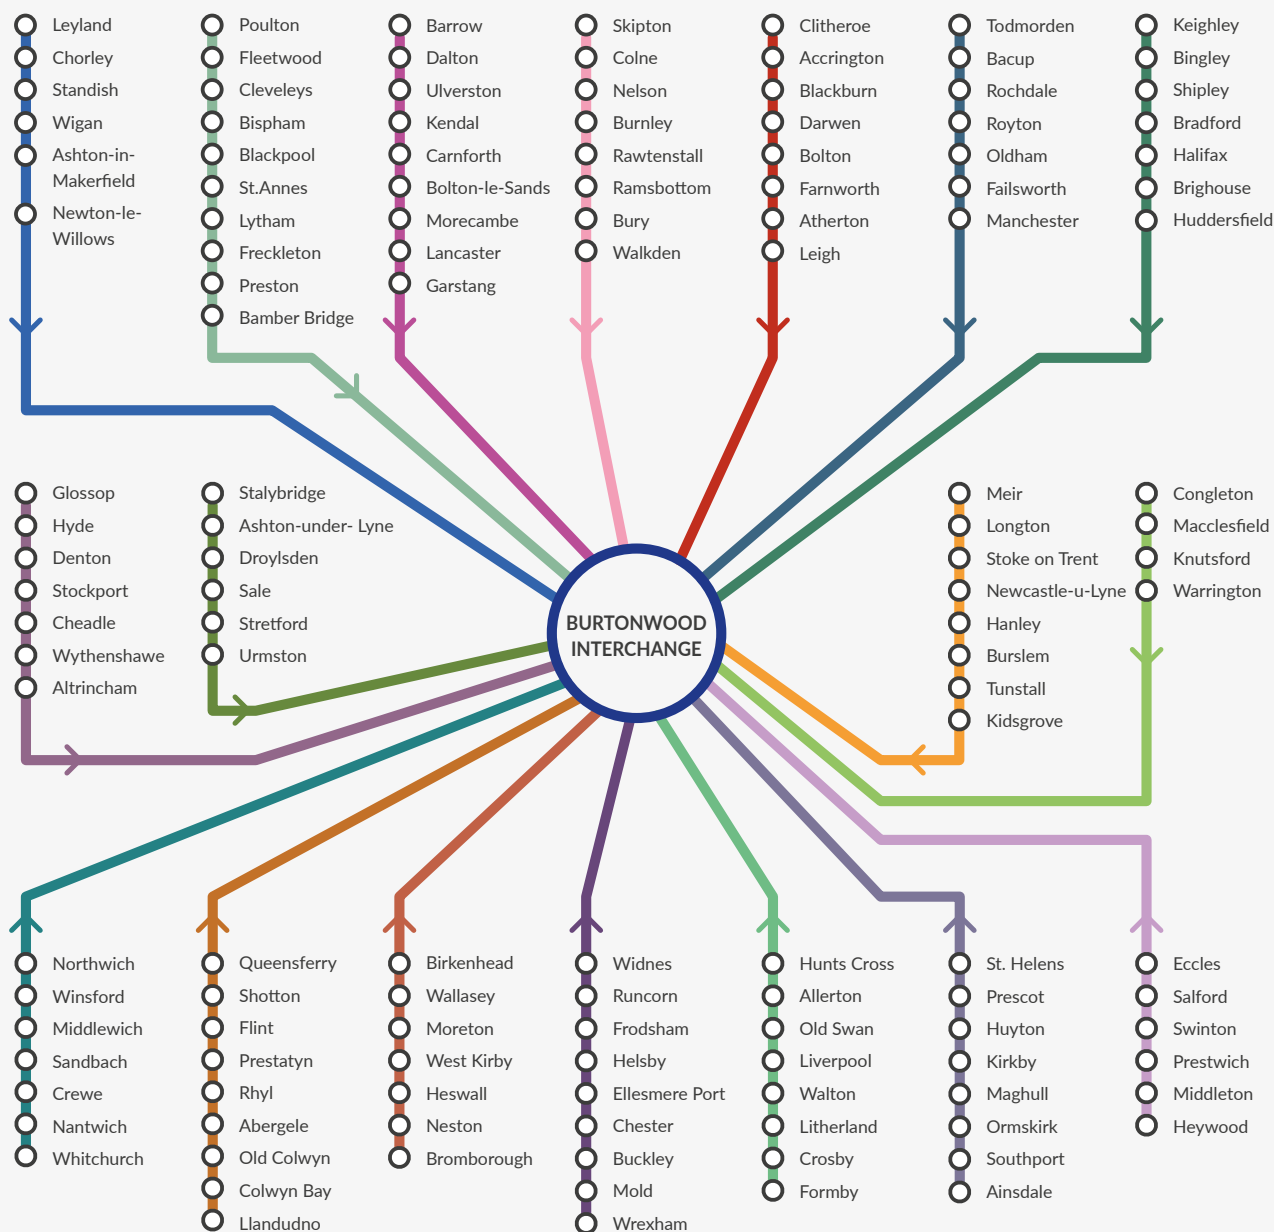 Leyland
Chorley
Standish
Wigan
Ashton-in-
Makerfield
Newton-le-
Willows
Poulton
Fleetwood
Cleveleys
Bispham
Blackpool
St.Annes
Lytham
Freckleton
Preston
Bamber Bridge
Barrow
Dalton
Ulverston
Kendal
Carnforth
Bolton-le-Sands
Morecambe
Lancaster
Garstang
Skipton
Colne
Nelson
Burnley
Rawtenstall
Ramsbottom
Bury
Walkden
Clitheroe
Accrington
Blackburn
Darwen
Bolton
Farnworth
Atherton
Leigh
Todmorden
Bacup
Rochdale
Royton
Oldham
Failsworth
Manchester
Keighley
Bingley
Shipley
Bradford
Halifax
Brighouse
Huddersfield
Glossop
Hyde
Denton
Stockport
Cheadle
Wythenshawe
Altrincham
Stalybridge
Ashton-under- Lyne
Droylsden
Sale
Stretford
Urmston
BURTONWOOD
INTERCHANGE
Meir
Longton
Stoke on Trent
Newcastle-u-Lyne
Hanley
Burslem
Tunstall
Kidsgrove
Congleton
Macclesfield
Knutsford
Warrington
Northwich
Winsford
Middlewich
Sandbach
Crewe
Nantwich
Whitchurch
Queensferry
Shotton
Flint
Prestatyn
Rhyl
Abergele
Old Colwyn
Colwyn Bay
Llandudno
Birkenhead
Wallasey
Moreton
West Kirby
Heswall
Neston
Bromborough
Widnes
Runcorn
Frodsham
Helsby
Ellesmere Port
Chester
Buckley
Mold
Wrexham
Hunts Cross
Allerton
Old Swan
Liverpool
Walton
Litherland
Crosby
Formby
St. Helens
Prescot
Huyton
Kirkby
Maghull
Ormskirk
Southport
Ainsdale
Eccles
Salford
Swinton
Prestwich
Middleton
Heywood